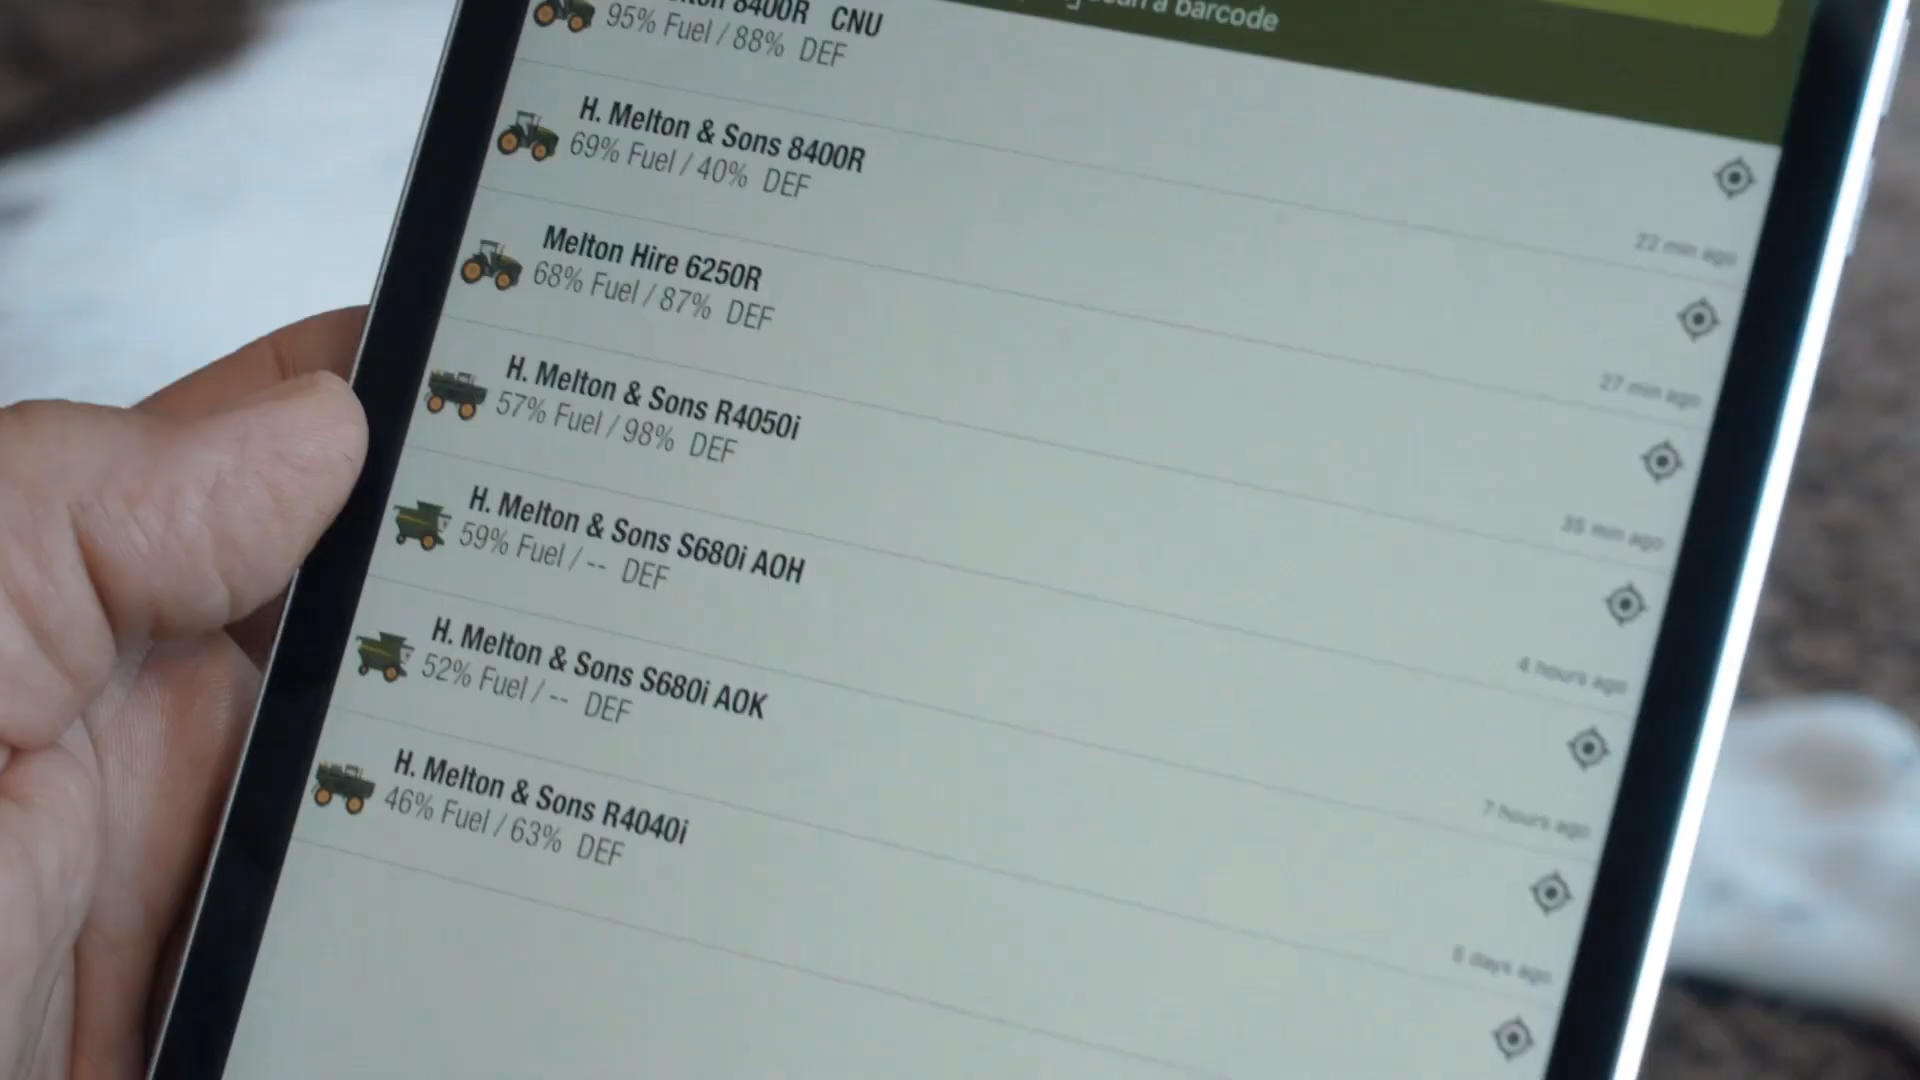 scan a barcode
8400R CNU
95% Fuel / 88% DEF
H. Melton & Sons 8400R
69% Fuel / 40% DEF
22 min ago
Melton Hire 6250R
68% Fuel / 87% DEF
27 min ago
H. Melton & Sons R4050i
57% Fuel / 98% DEF
35 min ago
H. Melton & Sons S680i AOH
59% Fuel / -- DEF
4 hours ago
H. Melton & Sons S680i AOK
52% Fuel / -- DEF
7 hours ago
H. Melton & Sons R4040i
46% Fuel / 63% DEF
days ago